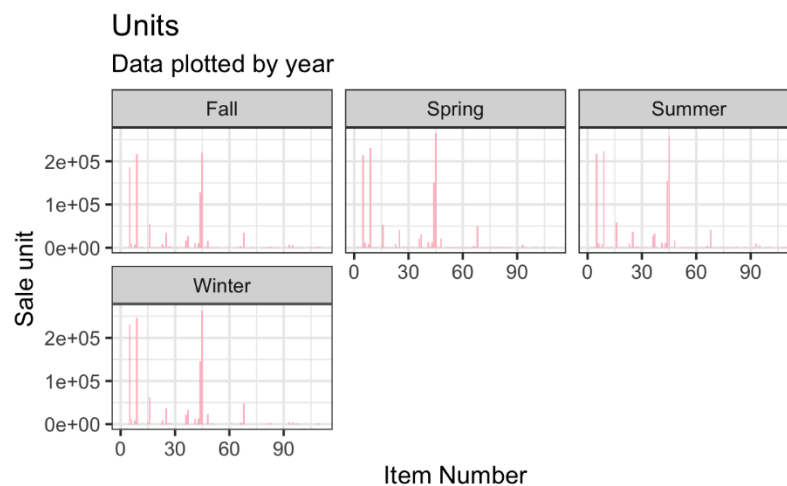 Units
Data plotted by year
Fall
Spring
Summer
2e+05
1e+05
0e+00
0 30 60 90
0 30 60 90
Winter
2e+05
1e+05
0e+00
0 30 60 90
Sale unit
Item Number